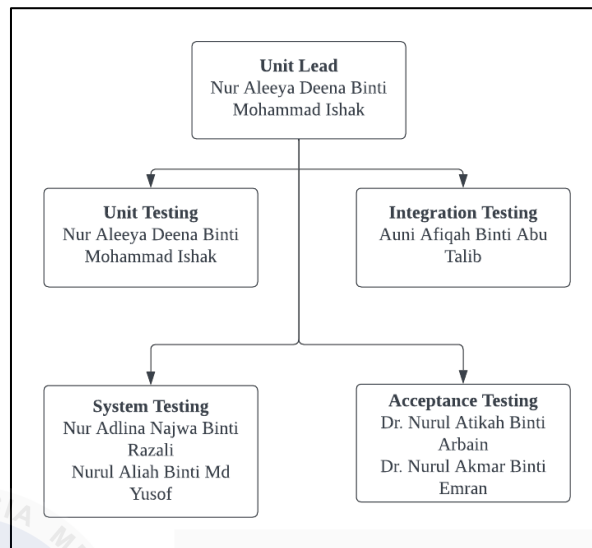 Unit Lead
Nur Aleeya Deena Binti
Mohammad Ishak
Unit Testing
Nur Aleeya Deena Binti
Mohammad Ishak
Integration Testing
Auni Afiqah Binti Abu
Talib
System Testing
Nur Adlina Najwa Binti
Razali
Nurul Aliah Binti Md
Yusof
Acceptance Testing
Dr. Nurul Atikah Binti
Arbain
Dr. Nurul Akmar Binti
Emran